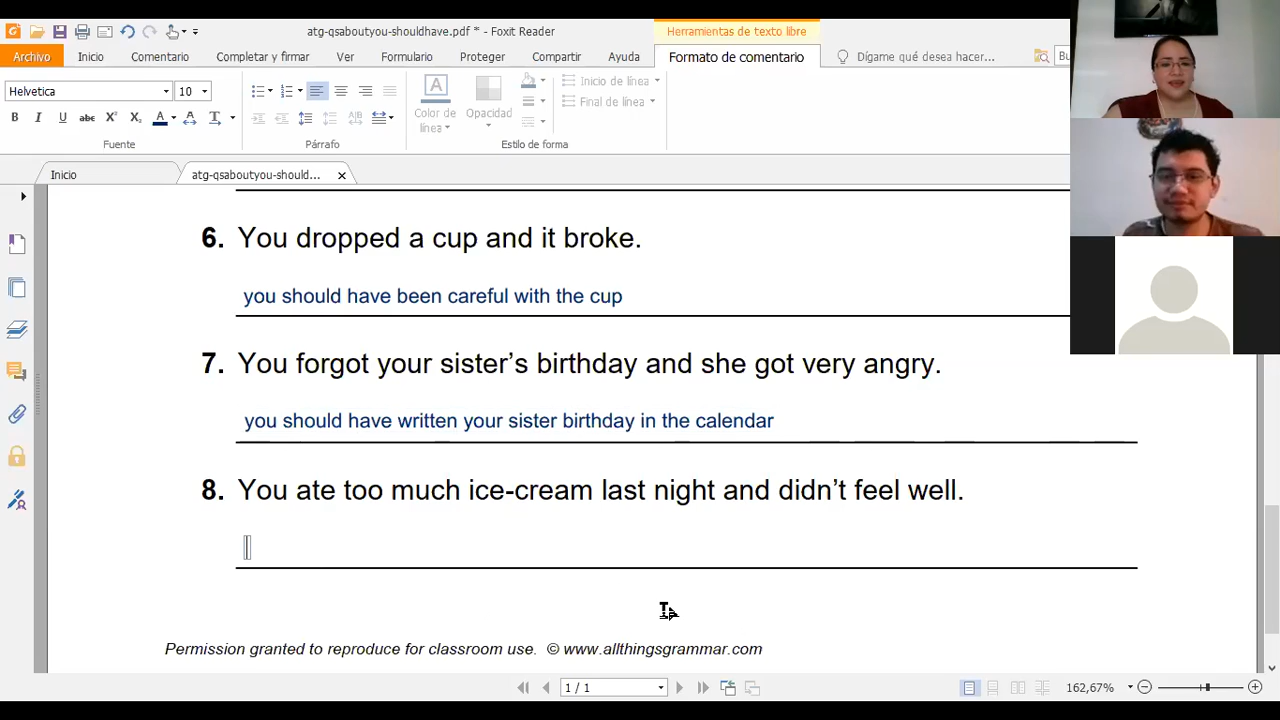 atg-qsaboutyou-shouldhave.pdf * - Foxit Reader
Herramientas de texto libre
Archivo Inicio Comentario Completar y firmar Ver Formulario Proteger Compartir Ayuda Formato de comentario Dígame qué desea hacer...
Helvetica 10
Color de línea
Opacidad
Inicio de línea
Final de línea
Fuente Párrafo Estilo de forma
Inicio atg-qsaboutyou-should...
6. You dropped a cup and it broke.
you should have been careful with the cup
7. You forgot your sister’s birthday and she got very angry.
you should have written your sister birthday in the calendar
8. You ate too much ice-cream last night and didn’t feel well.
Permission granted to reproduce for classroom use. © www.allthingsgrammar.com
1 / 1 162,67%